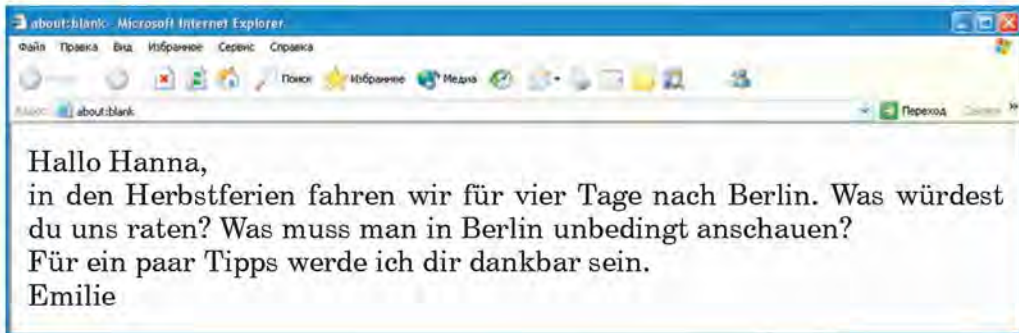 about:blank - Microsoft Internet Explorer
Файл Правка Вид Избранное Сервис Справка
Поиск Избранное Медиа
about:blank Переход
Hallo Hanna,
in den Herbstferien fahren wir für vier Tage nach Berlin. Was würdest
du uns raten? Was muss man in Berlin unbedingt anschauen?
Für ein paar Tipps werde ich dir dankbar sein.
Emilie